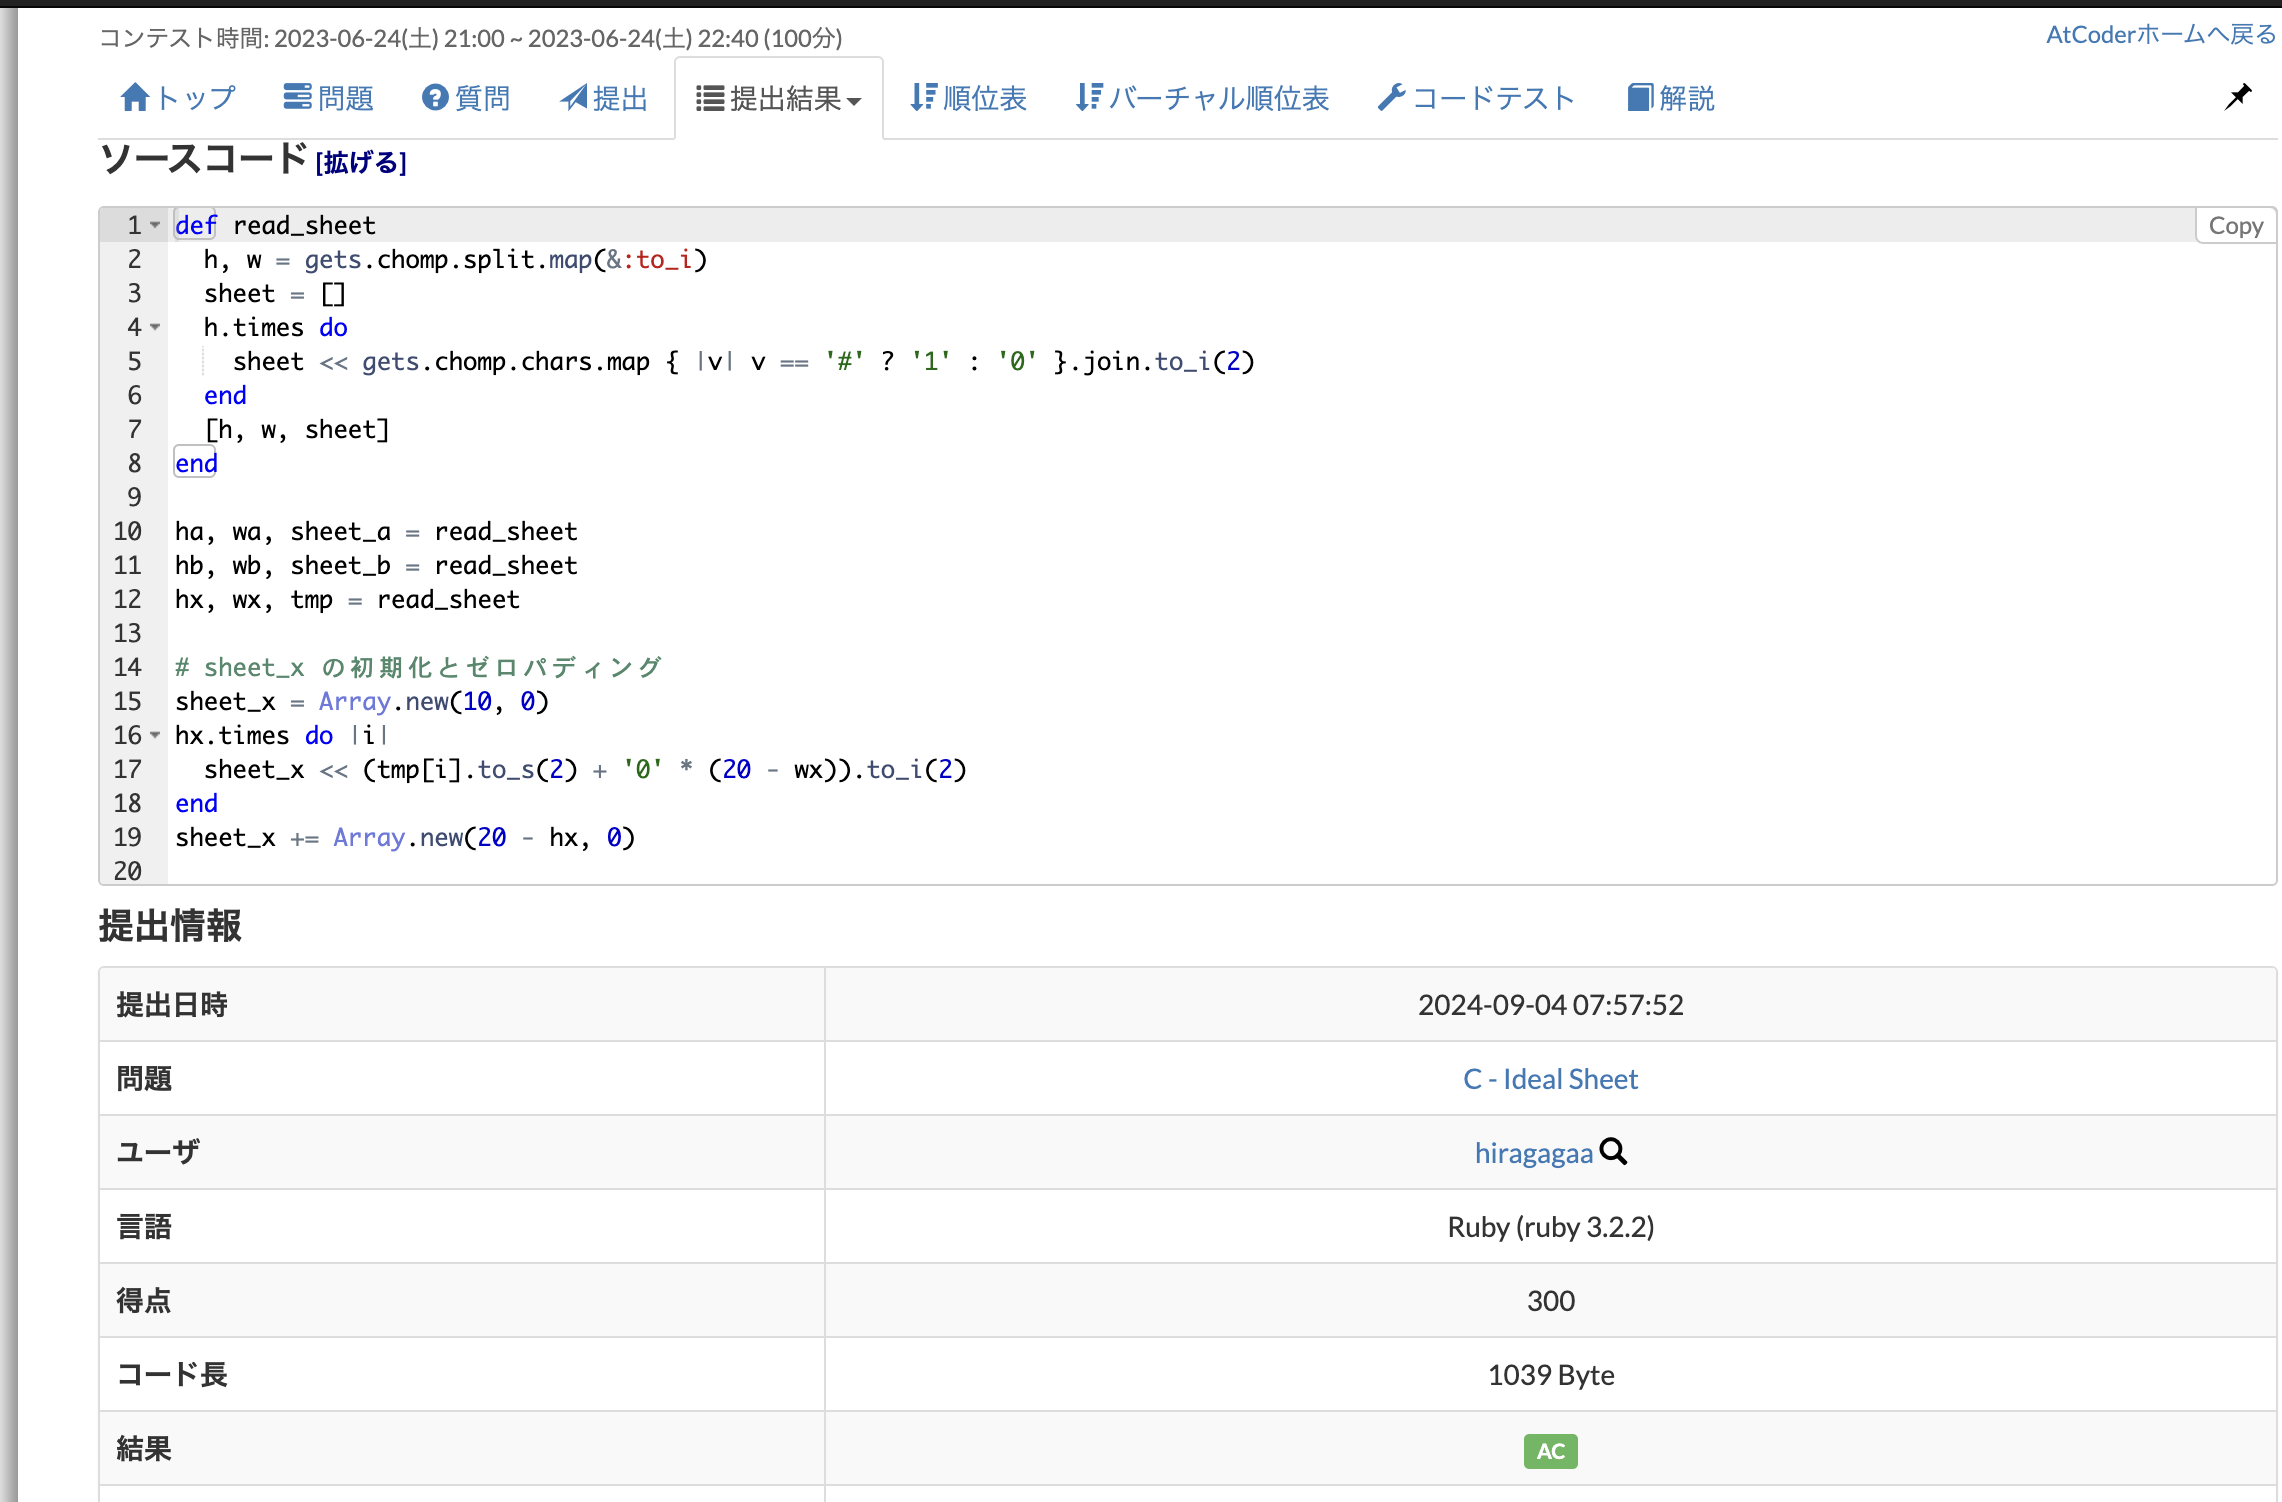 コンテスト時間: 2023-06-24(土) 21:00 ~ 2023-06-24(土) 22:40 (100分)
AtCoderホームへ戻る
トップ 問題 質問 提出 提出結果 順位表 バーチャル順位表 コードテスト 解説
ソースコード [拡げる]
Copy
1 def read_sheet
2   h, w = gets.chomp.split.map(&:to_i)
3   sheet = []
4   h.times do
5     sheet << gets.chomp.chars.map { |v| v == '#' ? '1' : '0' }.join.to_i(2)
6   end
7   [h, w, sheet]
8 end
9
10 ha, wa, sheet_a = read_sheet
11 hb, wb, sheet_b = read_sheet
12 hx, wx, tmp = read_sheet
13
14 # sheet_x の初期化とゼロパディング
15 sheet_x = Array.new(10, 0)
16 hx.times do |i|
17   sheet_x << (tmp[i].to_s(2) + '0' * (20 - wx)).to_i(2)
18 end
19 sheet_x += Array.new(20 - hx, 0)
20
提出情報
提出日時 2024-09-04 07:57:52
問題 C - Ideal Sheet
ユーザ hiragagaa
言語 Ruby (ruby 3.2.2)
得点 300
コード長 1039 Byte
結果 AC